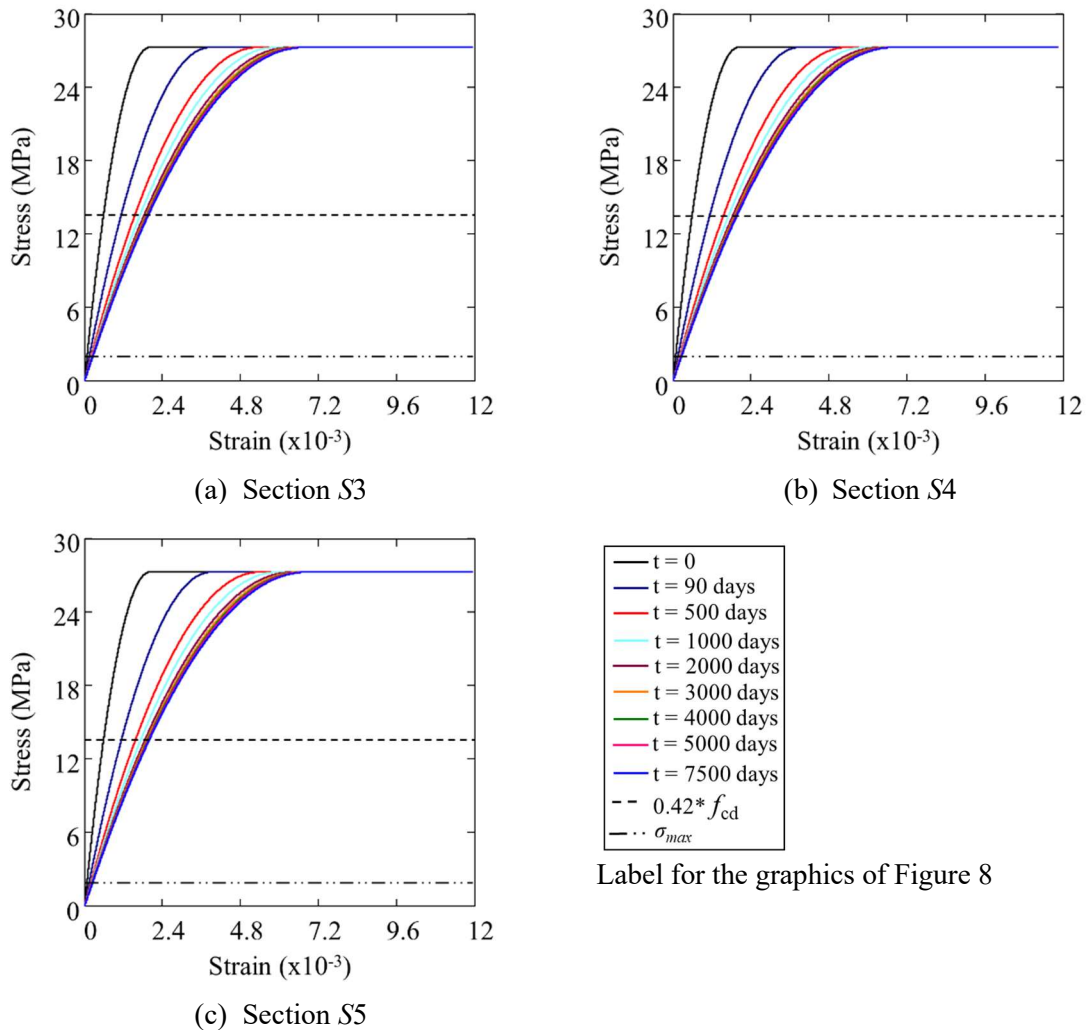 30
24
18
12
6
0
Stress (MPa)
0 2.4 4.8 7.2 9.6 12
Strain (x10⁻³)
(a) Section S3
30
24
18
12
6
0
Stress (MPa)
0 2.4 4.8 7.2 9.6 12
Strain (x10⁻³)
(b) Section S4
30
24
18
12
6
0
Stress (MPa)
0 2.4 4.8 7.2 9.6 12
Strain (x10⁻³)
(c) Section S5
t = 0
t = 90 days
t = 500 days
t = 1000 days
t = 2000 days
t = 3000 days
t = 4000 days
t = 5000 days
t = 7500 days
0.42* fcd
σmax
Label for the graphics of Figure 8